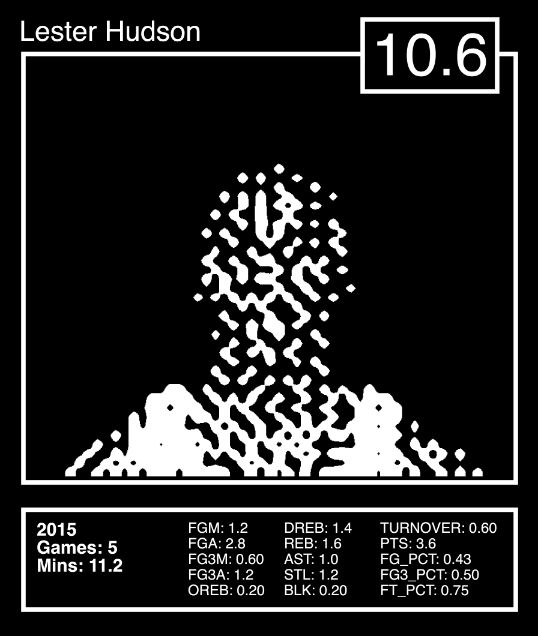 Lester Hudson
10.6
2015
Games: 5
Mins: 11.2
FGM: 1.2
FGA: 2.8
FG3M: 0.60
FG3A: 1.2
OREB: 0.20
DREB: 1.4
REB: 1.6
AST: 1.0
STL: 1.2
BLK: 0.20
TURNOVER: 0.60
PTS: 3.6
FG_PCT: 0.43
FG3_PCT: 0.50
FT_PCT: 0.75